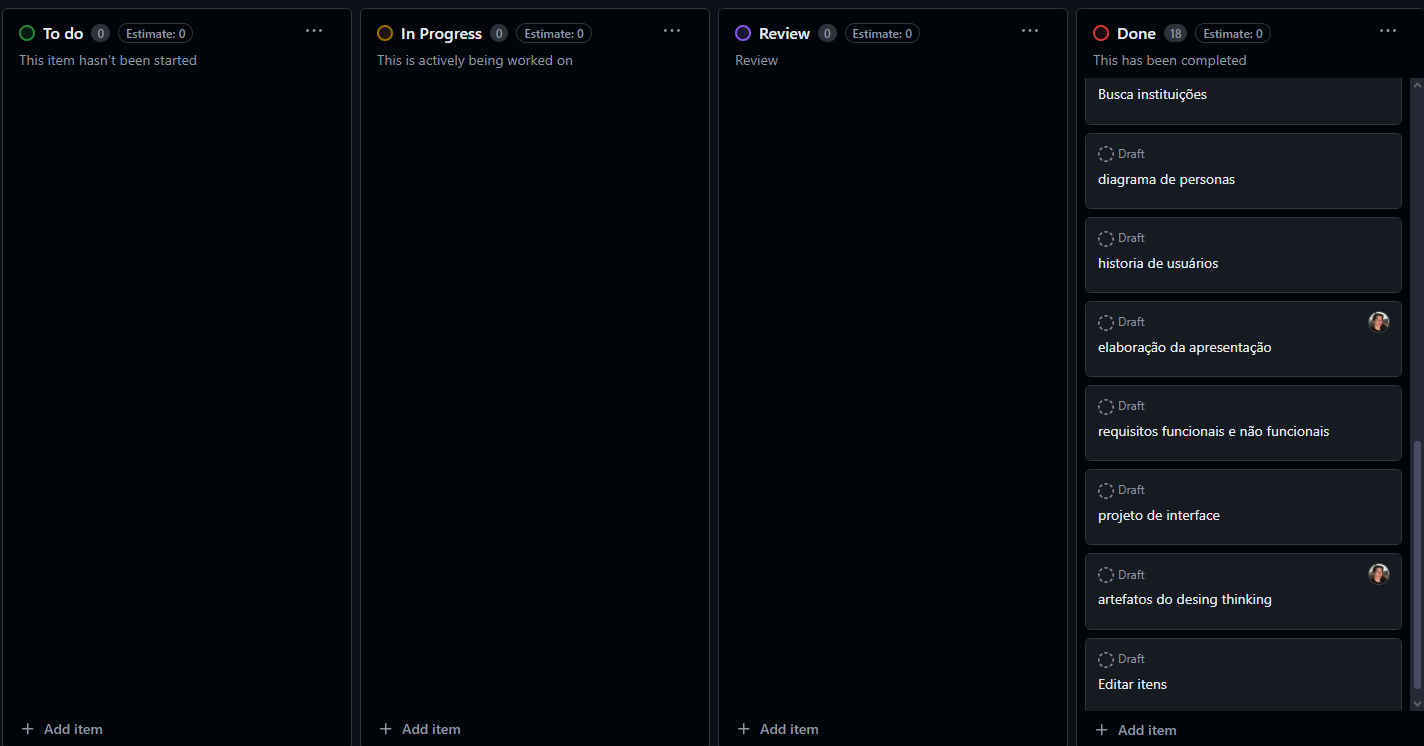 To do 0 Estimate: 0
This item hasn't been started
Add item
In Progress 0 Estimate: 0
This is actively being worked on
Add item
Review 0 Estimate: 0
Review
Add item
Done 18 Estimate: 0
This has been completed
Busca instituições
Draft
diagrama de personas
Draft
historia de usuários
Draft
elaboração da apresentação
Draft
requisitos funcionais e não funcionais
Draft
projeto de interface
Draft
artefatos do desing thinking
Draft
Editar itens
Add item